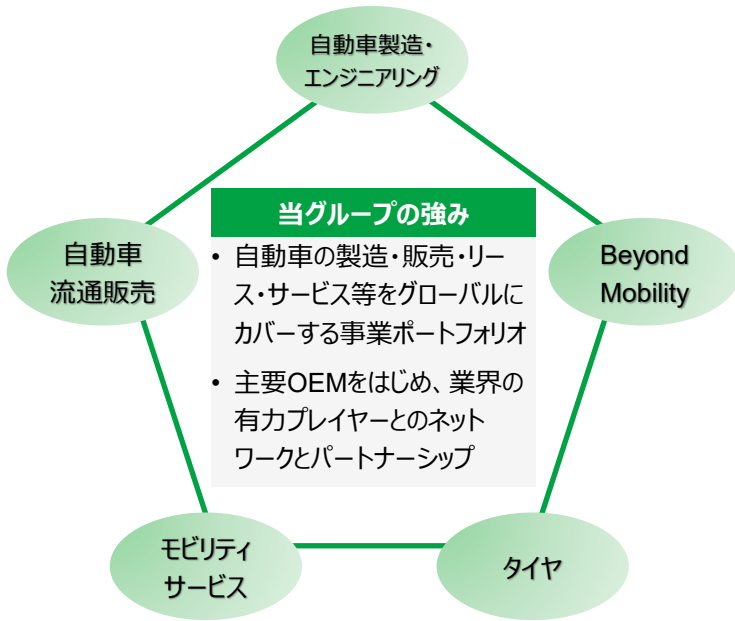 自動車製造・
エンジニアリング
自動車
流通販売
当グループの強み
• 自動車の製造・販売・リー
ス・サービス等をグローバルに
カバーする事業ポートフォリオ
• 主要OEMをはじめ、業界の
有力プレイヤーとのネット
ワークとパートナーシップ
Beyond
Mobility
モビリティ
サービス
タイヤ